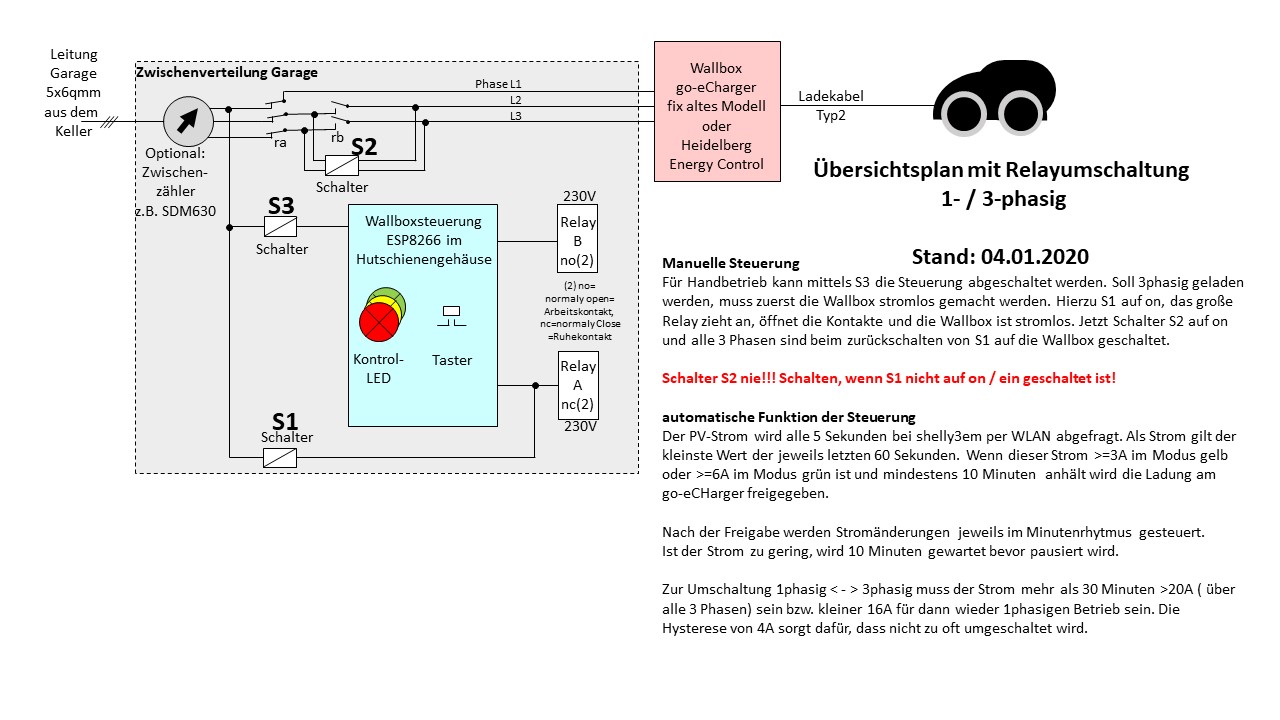 Leitung
Garage
5x6qmm
aus dem
Keller
Zwischenverteilung Garage
Optional:
Zwischen-
zähler
z.B. SDM630
Phase L1
L2
L3
ra
rb
S2
Schalter
S3
Schalter
S1
Schalter
Wallboxsteuerung
ESP8266 im
Hutschienengehäuse
Kontrol-
LED
Taster
230V
Relay
B
no(2)
(2) no=
normaly open=
Arbeitskontakt,
nc=normaly Close
=Ruhekontakt
Relay
A
nc(2)
230V
Wallbox
go-eCharger
fix altes Modell
oder
Heidelberg
Energy Control
Ladekabel
Typ2
Übersichtsplan mit Relayumschaltung
1- / 3-phasig
Stand: 04.01.2020
Manuelle Steuerung
Für Handbetrieb kann mittels S3 die Steuerung abgeschaltet werden. Soll 3phasig geladen
werden, muss zuerst die Wallbox stromlos gemacht werden. Hierzu S1 auf on, das große
Relay zieht an, öffnet die Kontakte und die Wallbox ist stromlos. Jetzt Schalter S2 auf on
und alle 3 Phasen sind beim zurückschalten von S1 auf die Wallbox geschaltet.
Schalter S2 nie!!! Schalten, wenn S1 nicht auf on / ein geschaltet ist!
automatische Funktion der Steuerung
Der PV-Strom wird alle 5 Sekunden bei shelly3em per WLAN abgefragt. Als Strom gilt der
kleinste Wert der jeweils letzten 60 Sekunden. Wenn dieser Strom >=3A im Modus gelb
oder >=6A im Modus grün ist und mindestens 10 Minuten anhält wird die Ladung am
go-eCHarger freigegeben.
Nach der Freigabe werden Stromänderungen jeweils im Minutenrhytmus gesteuert.
Ist der Strom zu gering, wird 10 Minuten gewartet bevor pausiert wird.
Zur Umschaltung 1phasig < - > 3phasig muss der Strom mehr als 30 Minuten >20A ( über
alle 3 Phasen) sein bzw. kleiner 16A für dann wieder 1phasigen Betrieb sein. Die
Hysterese von 4A sorgt dafür, dass nicht zu oft umgeschaltet wird.